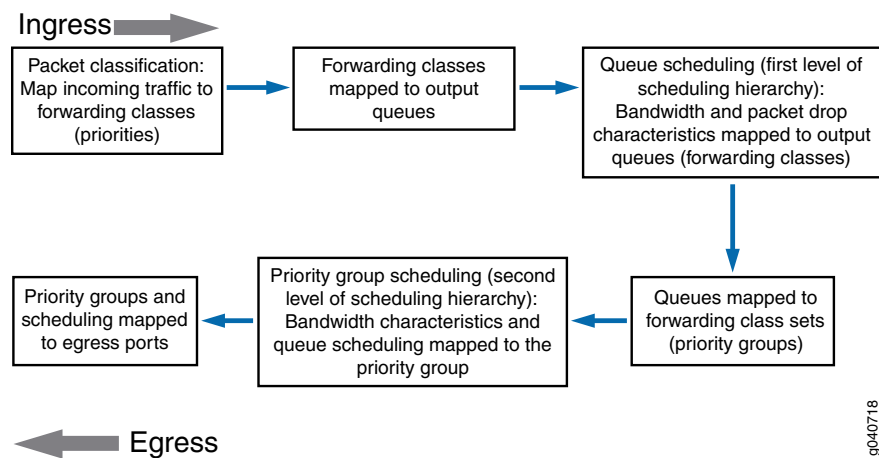 Ingress
Packet classification:
Map incoming traffic to
forwarding classes
(priorities)
Forwarding classes
mapped to output
queues
Queue scheduling (first level of
scheduling hierarchy):
Bandwidth and packet drop
characteristics mapped to output
queues (forwarding classes)
Queues mapped to
forwarding class sets
(priority groups)
Priority group scheduling (second
level of scheduling hierarchy):
Bandwidth characteristics and
queue scheduling mapped to the
priority group
Priority groups and
scheduling mapped
to egress ports
Egress
g040718